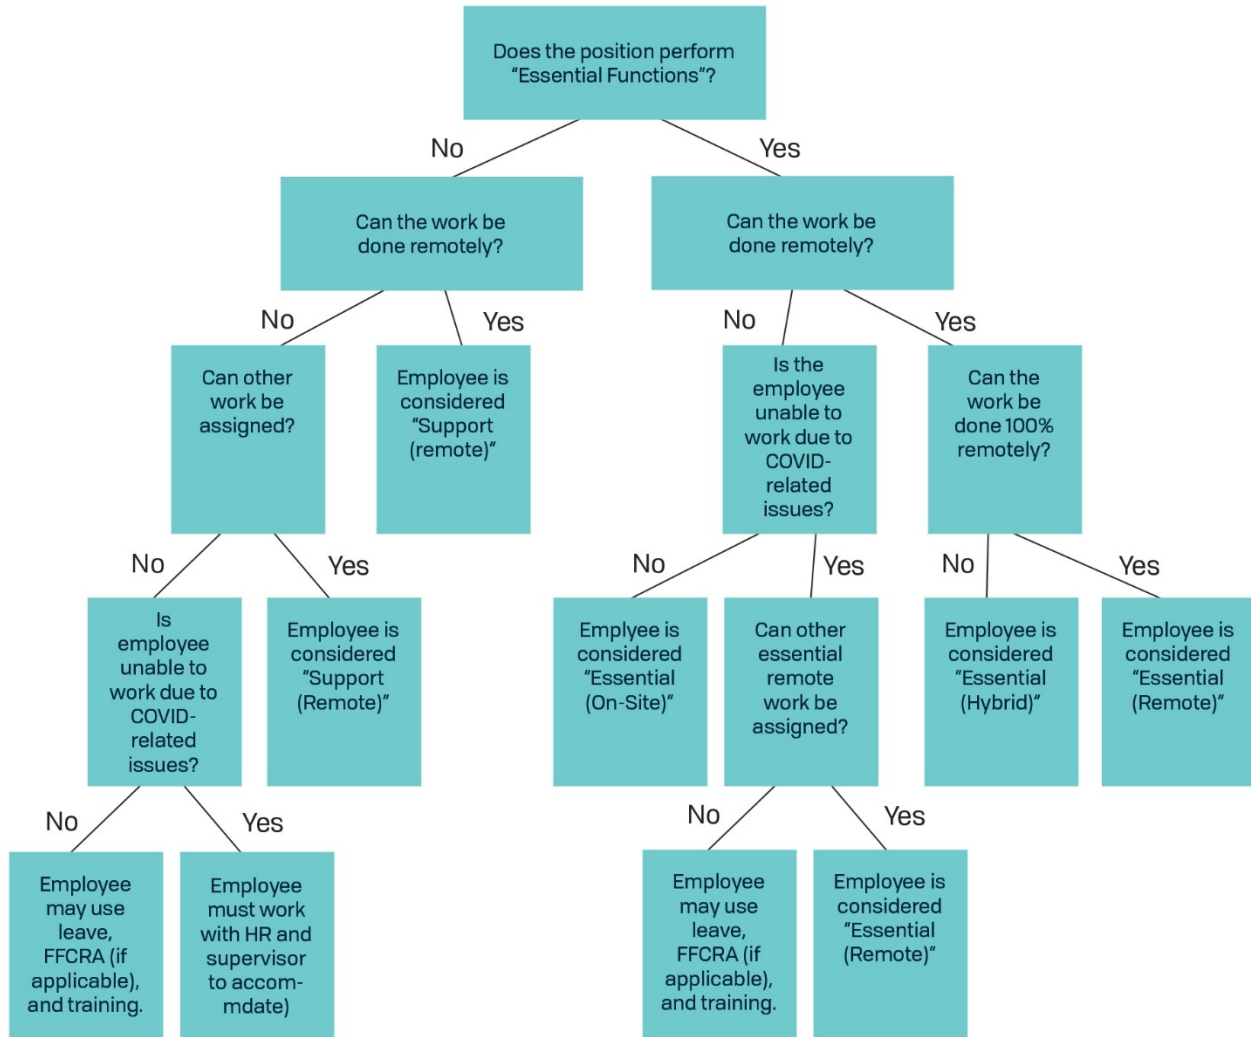 Does the position perform
“Essential Functions”?
No
Yes
Can the work be
done remotely?
Can the work be
done remotely?
No
Yes
No
Yes
Can other
work be
assigned?
Employee is
considered
“Support
(remote)”
Is the
employee
unable to
work due to
COVID-
related
issues?
Can the
work be
done 100%
remotely?
No
Yes
No
Yes
No
Yes
Is
employee
unable to
work due to
COVID-
related
issues?
Employee is
considered
“Support
(Remote)”
Emplyee is
considered
“Essential
(On-Site)”
Can other
essential
remote
work be
assigned?
Employee is
considered
“Essential
(Hybrid)”
Employee is
considered
“Essential
(Remote)”
No
Yes
No
Yes
Employee
may use
leave,
FFCRA (if
applicable),
and training.
Employee
must work
with HR and
supervisor
to accom-
mdate)
Employee
may use
leave,
FFCRA (if
applicable),
and training.
Employee is
considered
“Essential
(Remote)”